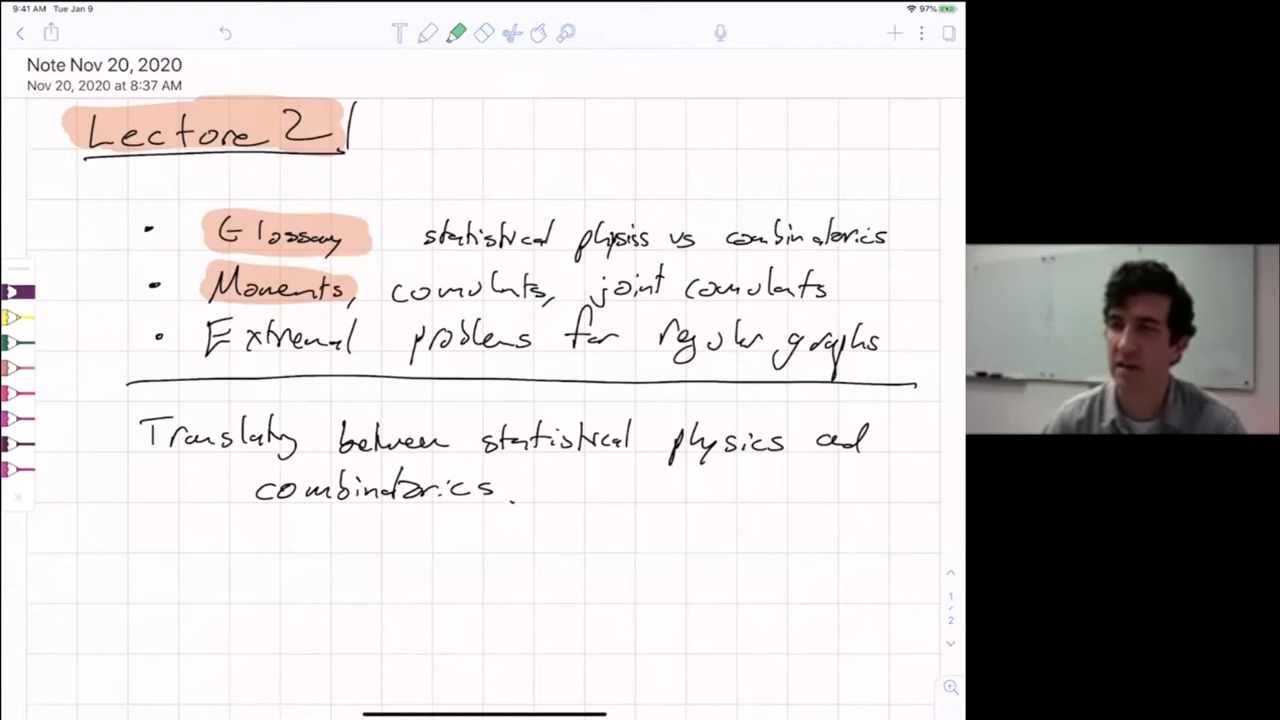 9:41 AM Tue Jan 9
97%
Note Nov 20, 2020
Nov 20, 2020 at 8:37 AM
Lecture 2.
• Glossary statistical physics vs combinatorics
• Moments, cumulants, joint cumulants
• Extremal problems for regular graphs
Translating between statistical physics and
combinatorics.
1
/
2